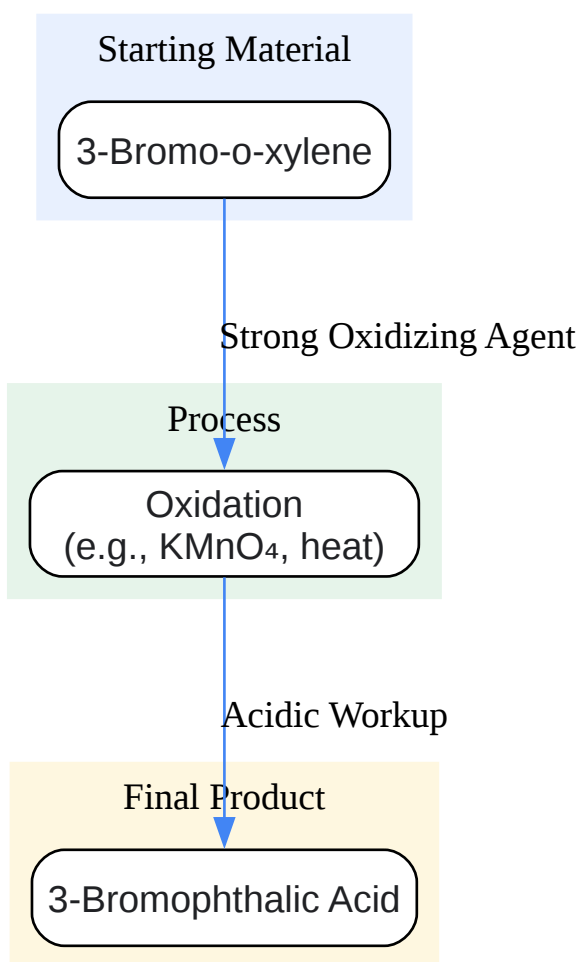 Starting Material
3-Bromo-o-xylene
Strong Oxidizing Agent
Process
Oxidation
(e.g., KMnO₄, heat)
Acidic Workup
Final Product
3-Bromophthalic Acid